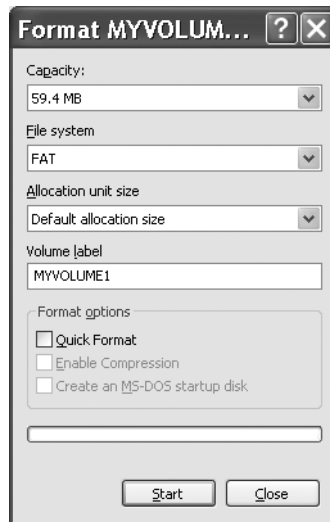 Format MYVOLUM... ? X
Capacity:
59.4 MB
File system
FAT
Allocation unit size
Default allocation size
Volume label
MYVOLUME1
Format options
Quick Format
Enable Compression
Create an MS-DOS startup disk
Start Close